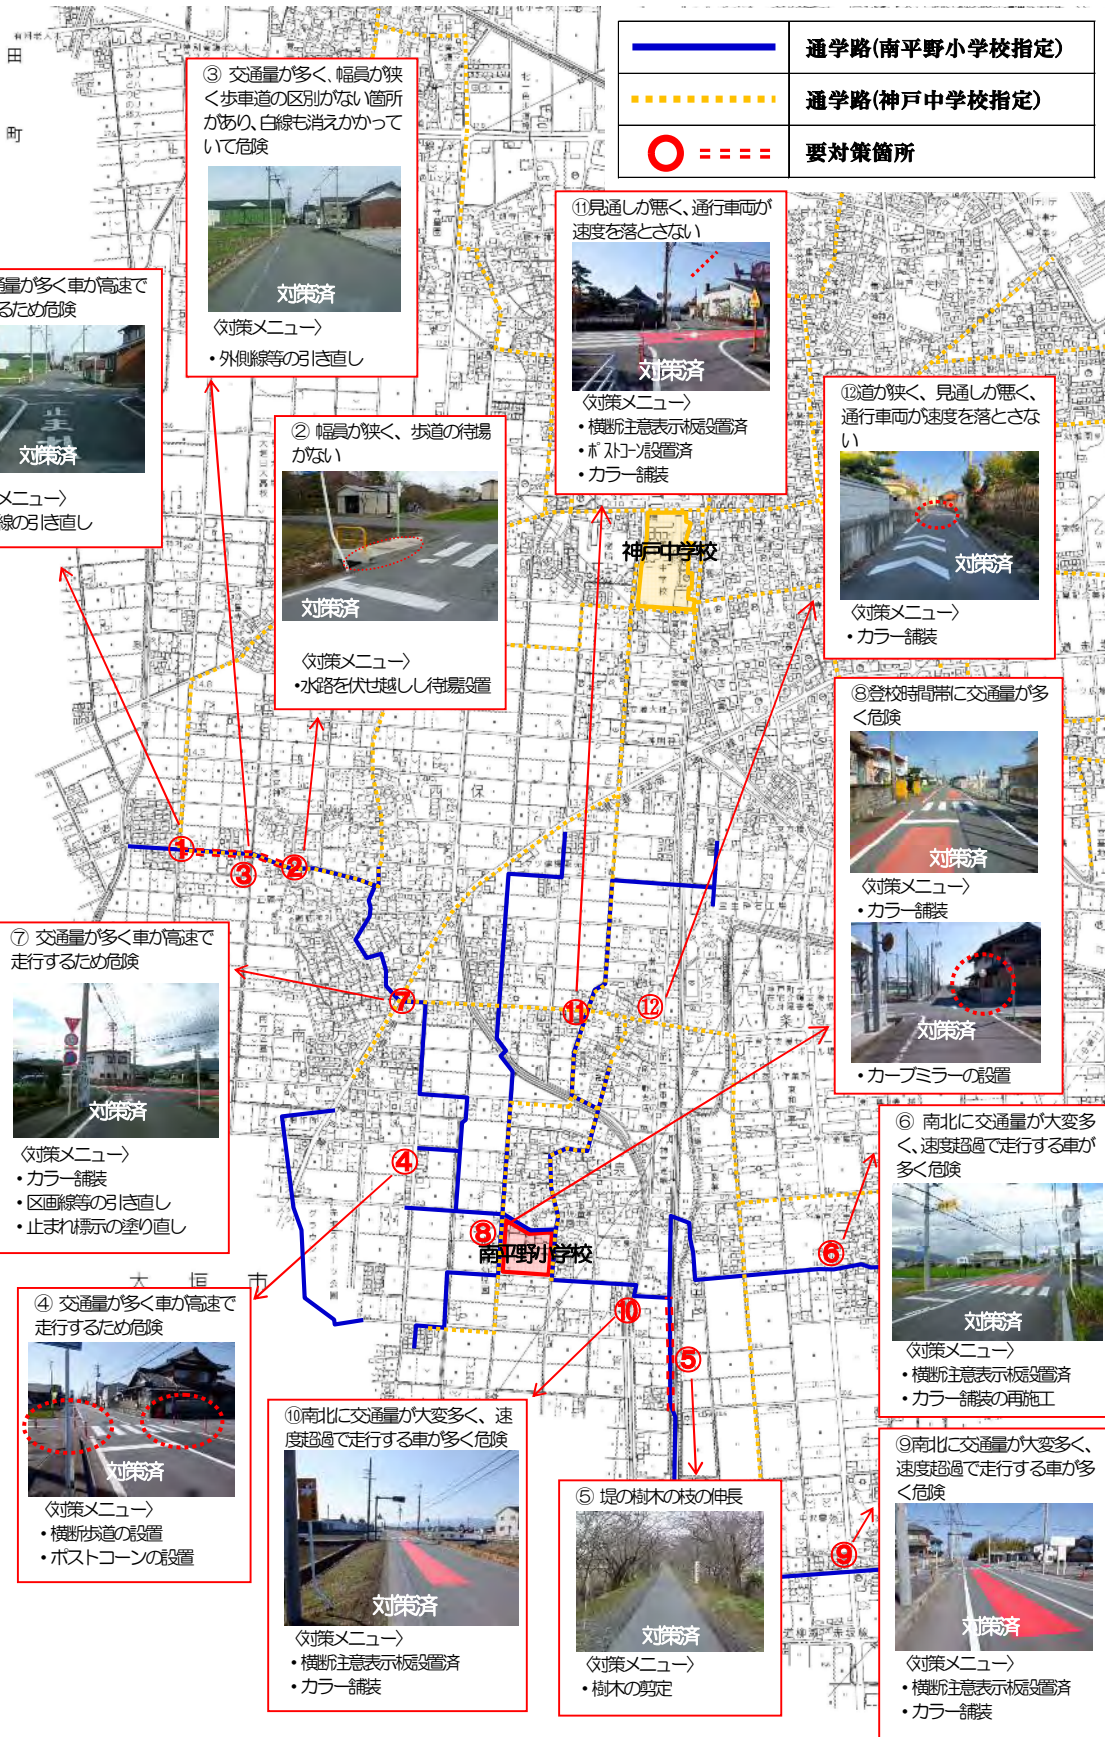 通学路(南平野小学校指定)
通学路(神戸中学校指定)
要対策箇所
田
町
③ 交通量が多く、幅員が狭
く歩車道の区別がない箇所
があり、白線も消えかかって
いて危険
対策済
〈対策メニュー〉
・外側線等の引き直し
量が多く車が高速で
るため危険
止まれ
対策済
メニュー〉
線の引き直し
② 幅員が狭く、歩道の待場
がない
対策済
〈対策メニュー〉
・水路を伏せ越しし待場設置
⑪見通しが悪く、通行車両が
速度を落とさない
対策済
〈対策メニュー〉
・横断注意表示板設置済
・ポストコーン設置済
・カラー舗装
⑫道が狭く、見通しが悪く、
通行車両が速度を落とさな
い
対策済
〈対策メニュー〉
・カラー舗装
神戸中学校
⑧登校時間帯に交通量が多
く危険
対策済
〈対策メニュー〉
・カラー舗装
対策済
・カーブミラーの設置
①
③
②
⑦
⑪
⑫
④
⑧
南平野小学校
⑥
⑩
⑤
⑨
⑦ 交通量が多く車が高速で
走行するため危険
対策済
〈対策メニュー〉
・カラー舗装
・区画線等の引き直し
・止まれ標示の塗り直し
大垣市
④ 交通量が多く車が高速で
走行するため危険
対策済
〈対策メニュー〉
・横断歩道の設置
・ポストコーンの設置
⑩南北に交通量が大変多く、速
度超過で走行する車が多く危険
対策済
〈対策メニュー〉
・横断注意表示板設置済
・カラー舗装
⑤ 堤の樹木の枝の伸長
対策済
〈対策メニュー〉
・樹木の剪定
⑥ 南北に交通量が大変多
く、速度超過で走行する車が
多く危険
対策済
〈対策メニュー〉
・横断注意表示板設置済
・カラー舗装の再施工
⑨南北に交通量が大変多く、
速度超過で走行する車が多
く危険
対策済
〈対策メニュー〉
・横断注意表示板設置済
・カラー舗装